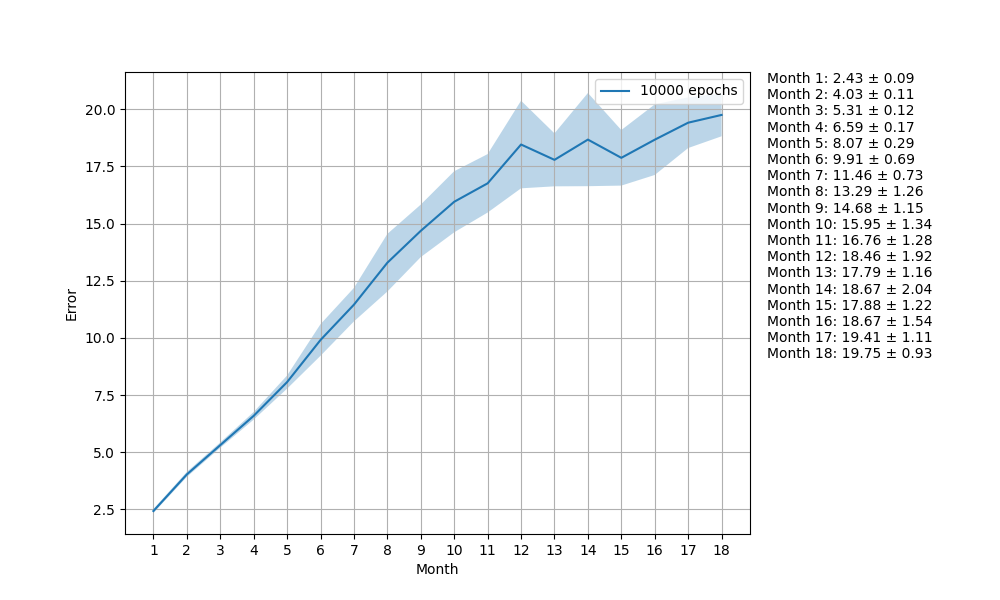 10000 epochs
20.0
17.5
15.0
12.5
10.0
7.5
5.0
2.5
Error
1 2 3 4 5 6 7 8 9 10 11 12 13 14 15 16 17 18
Month
Month 1: 2.43 ± 0.09
Month 2: 4.03 ± 0.11
Month 3: 5.31 ± 0.12
Month 4: 6.59 ± 0.17
Month 5: 8.07 ± 0.29
Month 6: 9.91 ± 0.69
Month 7: 11.46 ± 0.73
Month 8: 13.29 ± 1.26
Month 9: 14.68 ± 1.15
Month 10: 15.95 ± 1.34
Month 11: 16.76 ± 1.28
Month 12: 18.46 ± 1.92
Month 13: 17.79 ± 1.16
Month 14: 18.67 ± 2.04
Month 15: 17.88 ± 1.22
Month 16: 18.67 ± 1.54
Month 17: 19.41 ± 1.11
Month 18: 19.75 ± 0.93